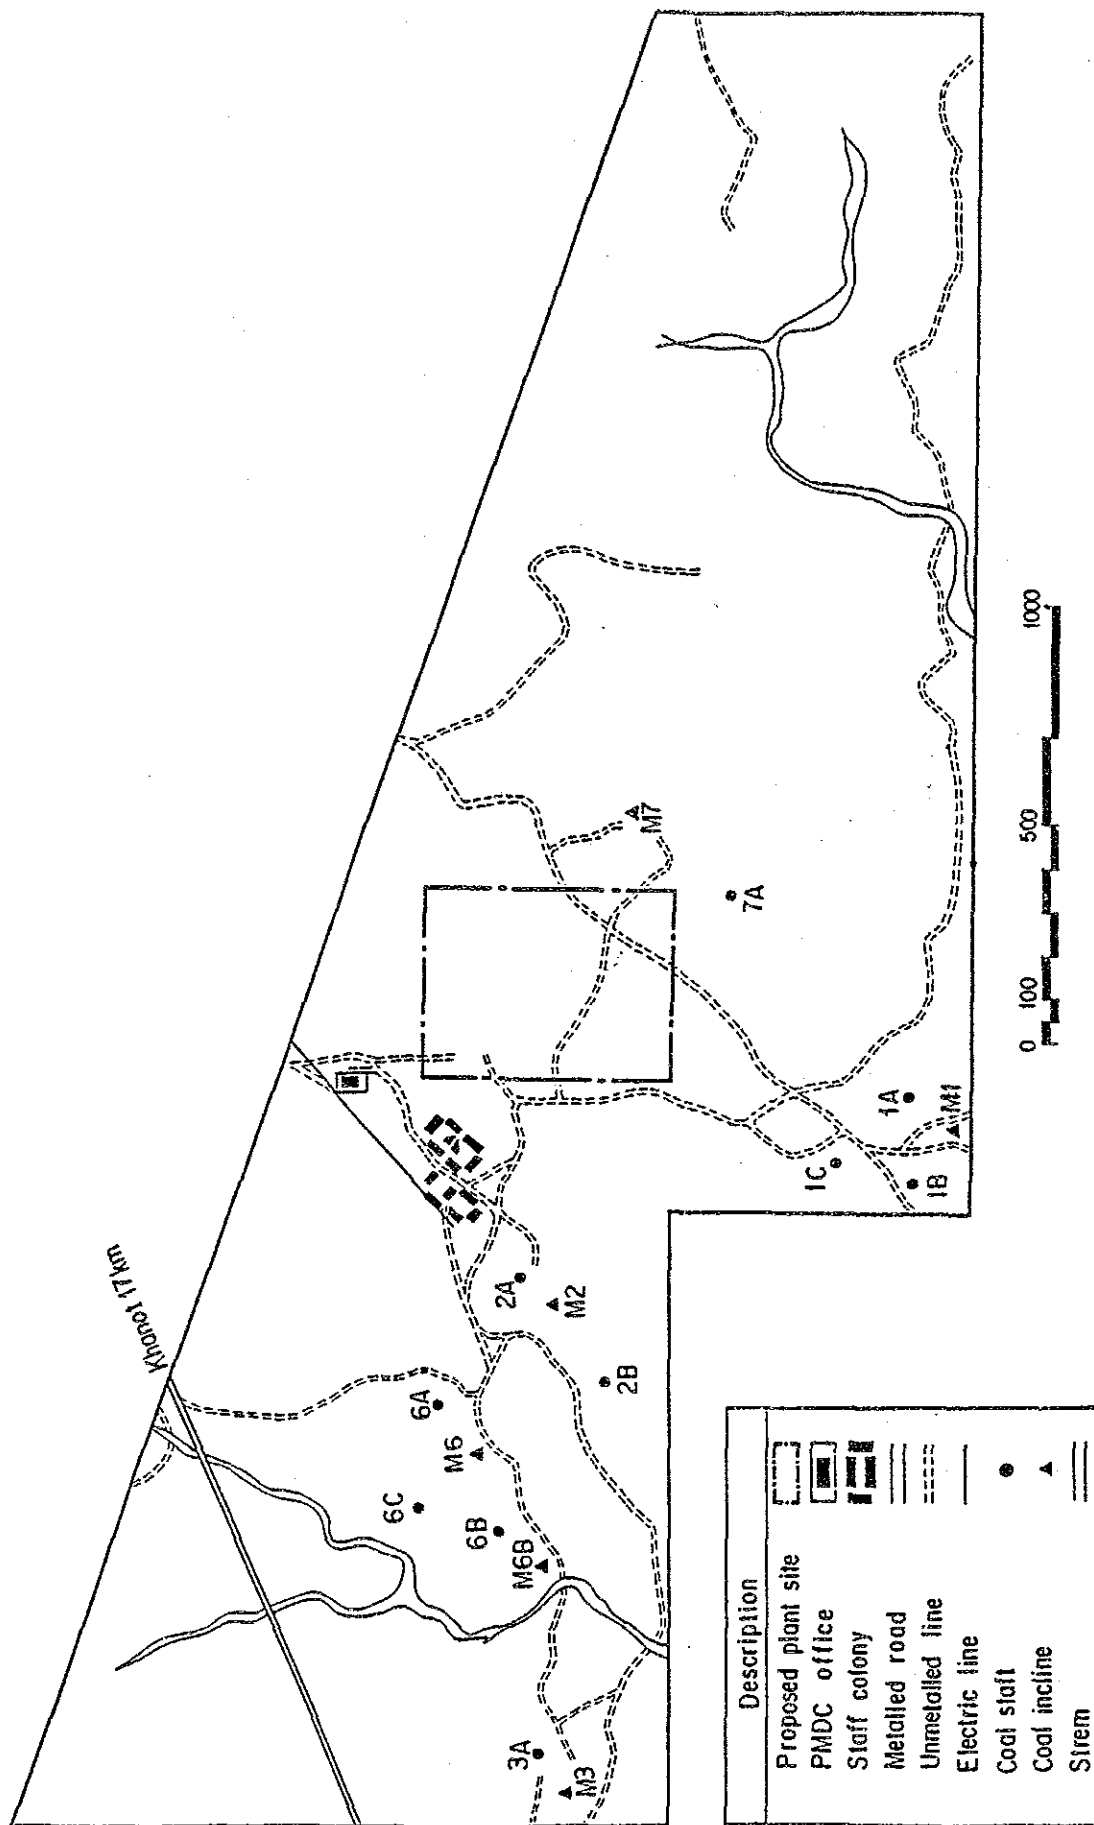 Khanot 17km
6A
M6
6C
6B
M6B
3A
M3
2A
M2
2B
M7
7A
1C
1A
M1
1B
0 100 500 1000
Description
Proposed plant site
PMDC office
Staff colony
Metalled road
Unmetalled line
Electric line
Coal staft
Coal incline
Strem